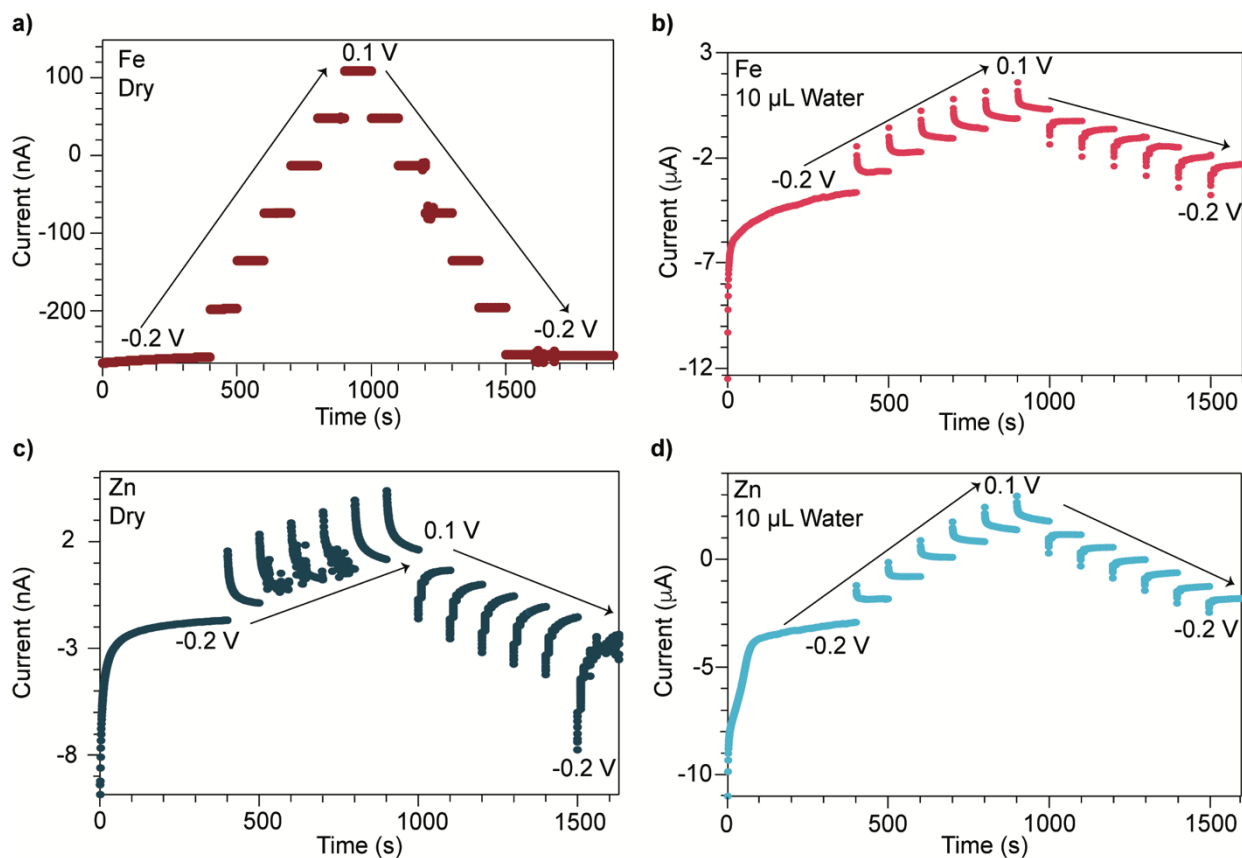 a)
Fe
Dry
0.1 V
-0.2 V
-0.2 V
100
0
-100
-200
Current (nA)
0
500
1000
1500
Time (s)
b)
Fe
10 µL Water
0.1 V
-0.2 V
-0.2 V
3
-2
-7
-12
Current (µA)
0
500
1000
1500
Time (s)
c)
Zn
Dry
0.1 V
-0.2 V
-0.2 V
2
-3
-8
Current (nA)
0
500
1000
1500
Time (s)
d)
Zn
10 µL Water
0.1 V
-0.2 V
-0.2 V
0
-5
-10
Current (µA)
0
500
1000
1500
Time (s)